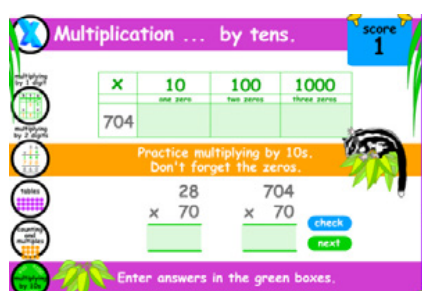 X Multiplication ... by tens.
score
1
multiplying
by 1 digit
multiplying
by 2 digits
tables
counting
and
multiples
multiplying
by 10s
x 10 100 1000
one zero two zeros three zeros
704
Practice multiplying by 10s.
Don't forget the zeros.
28 704
x 70 x 70
check
next
Enter answers in the green boxes.